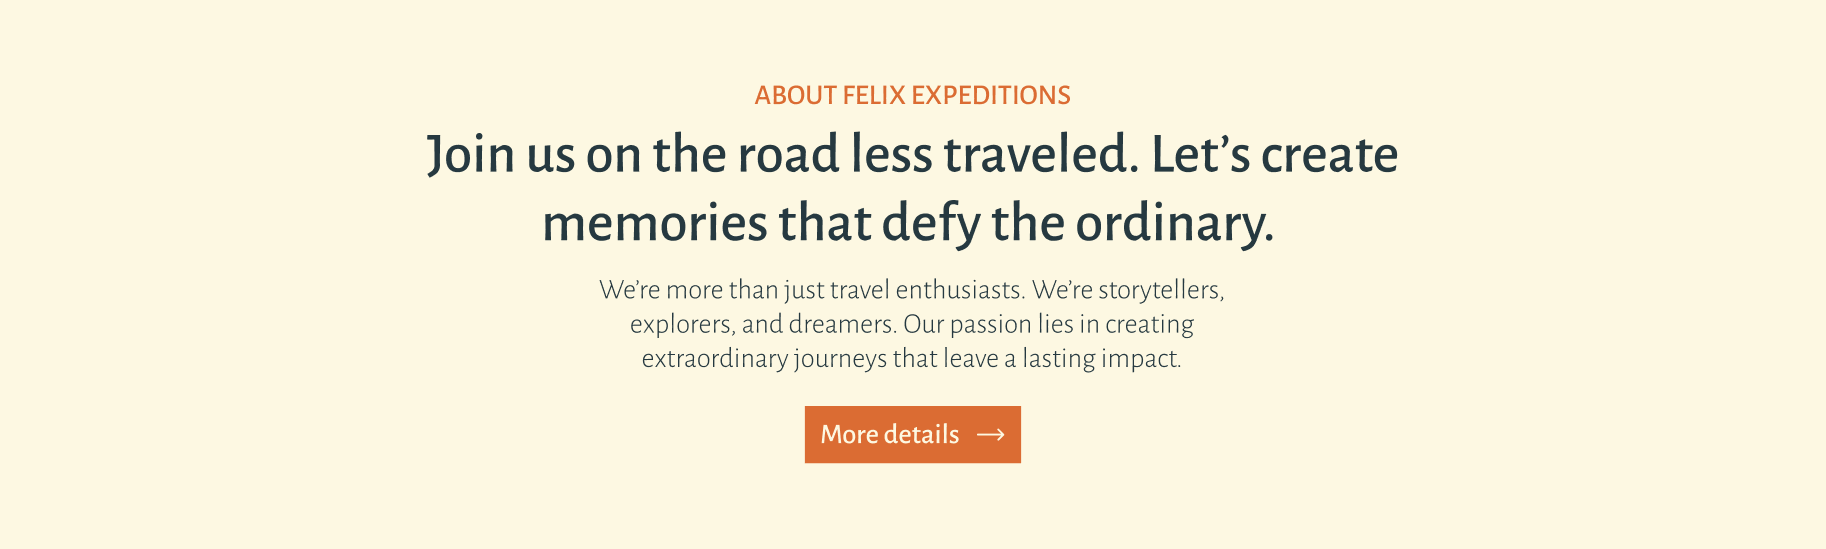 ABOUT FELIX EXPEDITIONS
Join us on the road less traveled. Let’s create
memories that defy the ordinary.
We’re more than just travel enthusiasts. We’re storytellers,
explorers, and dreamers. Our passion lies in creating
extraordinary journeys that leave a lasting impact.
More details →